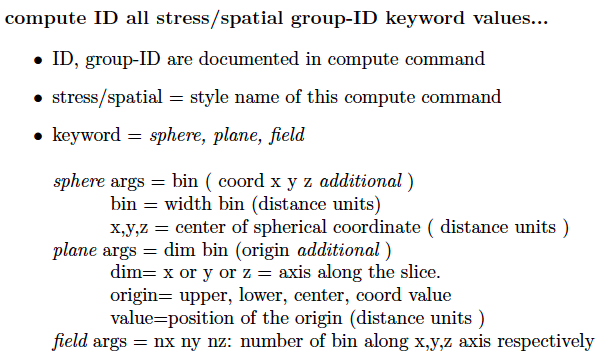 compute ID all stress/spatial group-ID keyword values...
• ID, group-ID are documented in compute command
• stress/spatial = style name of this compute command
• keyword = sphere, plane, field
sphere args = bin ( coord x y z additional )
bin = width bin (distance units)
x,y,z = center of spherical coordinate ( distance units )
plane args = dim bin (origin additional )
dim= x or y or z = axis along the slice.
origin= upper, lower, center, coord value
value=position of the origin (distance units )
field args = nx ny nz: number of bin along x,y,z axis respectively